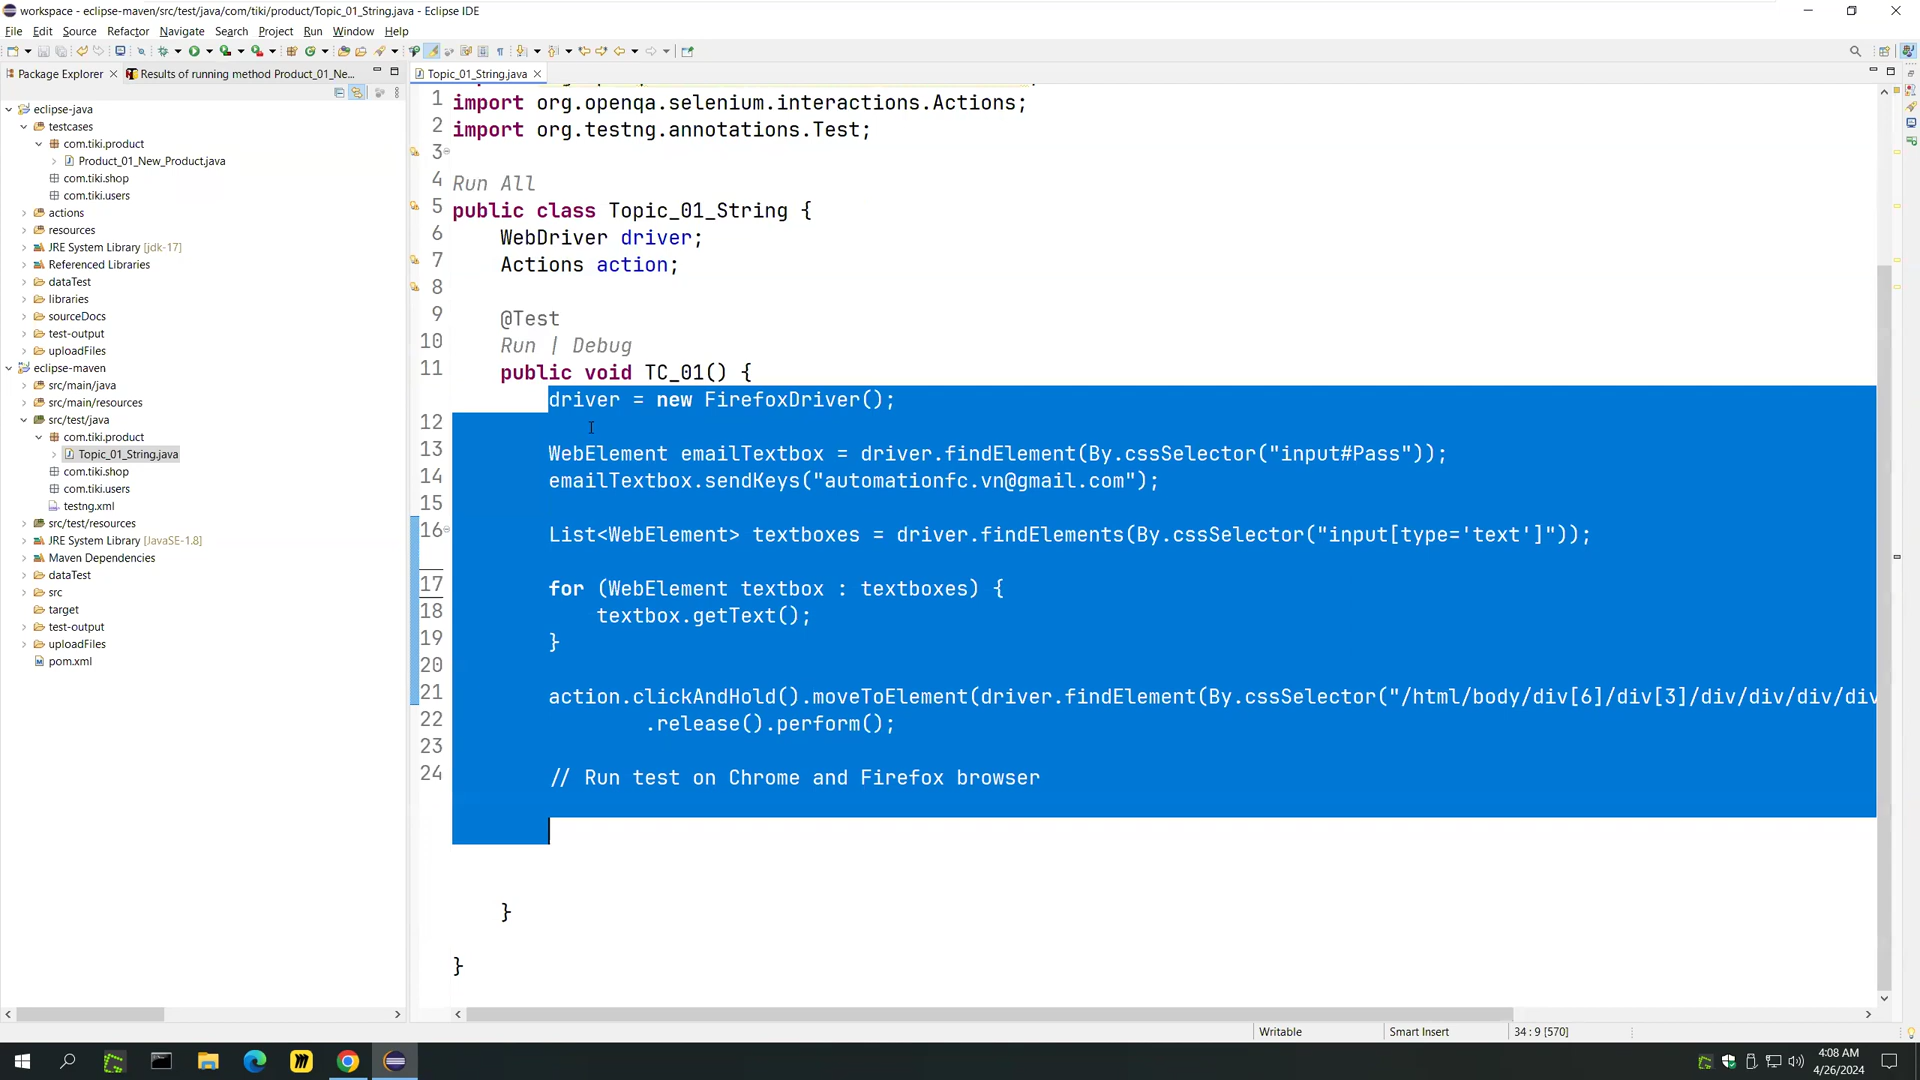 workspace - eclipse-maven/src/test/java/com/tiki/product/Topic_01_String.java - Eclipse IDE
File Edit Source Refactor Navigate Search Project Run Window Help
Package Explorer
Results of running method Product_01_Ne...
Topic_01_String.java
eclipse-java
testcases
com.tiki.product
Product_01_New_Product.java
com.tiki.shop
com.tiki.users
actions
resources
JRE System Library [jdk-17]
Referenced Libraries
dataTest
libraries
sourceDocs
test-output
uploadFiles
eclipse-maven
src/main/java
src/main/resources
src/test/java
com.tiki.product
Topic_01_String.java
com.tiki.shop
com.tiki.users
testng.xml
src/test/resources
JRE System Library [JavaSE-1.8]
Maven Dependencies
dataTest
src
target
test-output
uploadFiles
pom.xml
1 import org.openqa.selenium.interactions.Actions;
2 import org.testng.annotations.Test;
3
4 Run All
5 public class Topic_01_String {
6 WebDriver driver;
7 Actions action;
8
9 @Test
10 Run | Debug
11 public void TC_01() {
driver = new FirefoxDriver();
12
13 WebElement emailTextbox = driver.findElement(By.cssSelector("input#Pass"));
14 emailTextbox.sendKeys("automationfc.vn@gmail.com");
15
16 List<WebElement> textboxes = driver.findElements(By.cssSelector("input[type='text']"));
17 for (WebElement textbox : textboxes) {
18 textbox.getText();
19 }
20
21 action.clickAndHold().moveToElement(driver.findElement(By.cssSelector("/html/body/div[6]/div[3]/div/div/div/div
22 .release().perform();
23
24 // Run test on Chrome and Firefox browser
}
}
Writable
Smart Insert
34 : 9 [570]
4:08 AM
4/26/2024